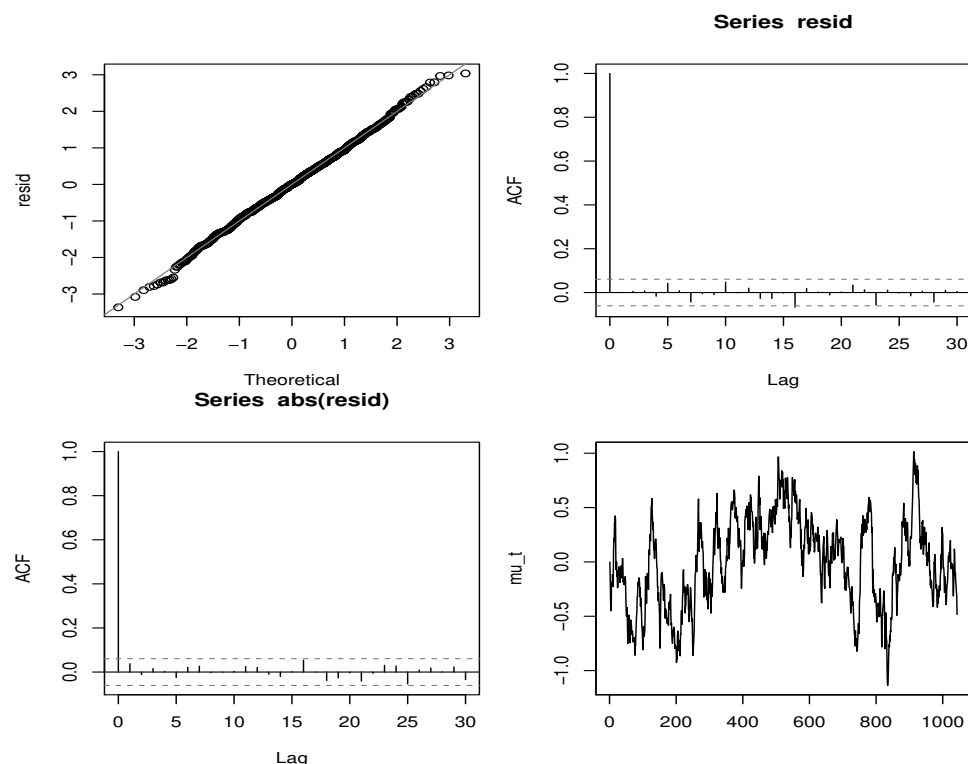 Series resid
resid
3
2
1
0
−1
−2
−3
−3 −2 −1 0 1 2 3
Theoretical
ACF
1.0
0.8
0.6
0.4
0.2
0.0
0 5 10 15 20 25 30
Lag
Series abs(resid)
ACF
1.0
0.8
0.6
0.4
0.2
0.0
0 5 10 15 20 25 30
Lag
mu_t
1.0
0.5
0.0
−0.5
−1.0
0 200 400 600 800 1000